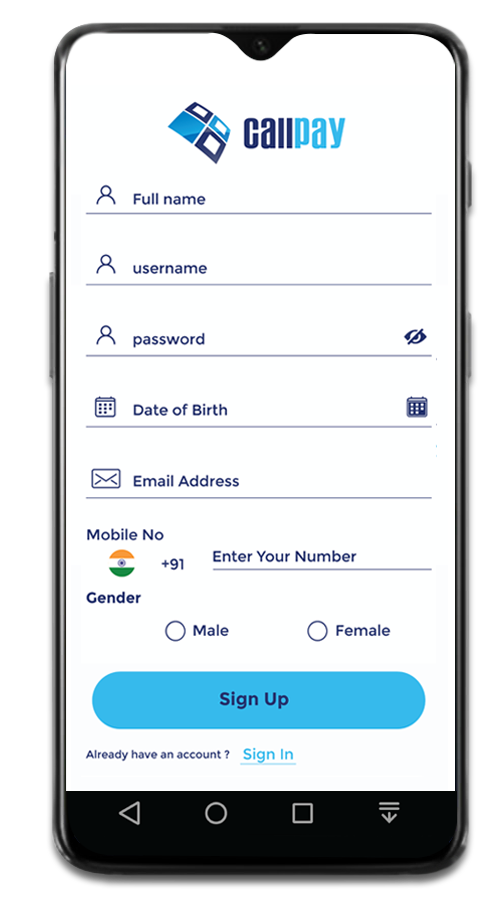 callpay
Full name
username
password
Date of Birth
Email Address
Mobile No
+91 Enter Your Number
Gender
Male Female
Sign Up
Already have an account ? Sign In